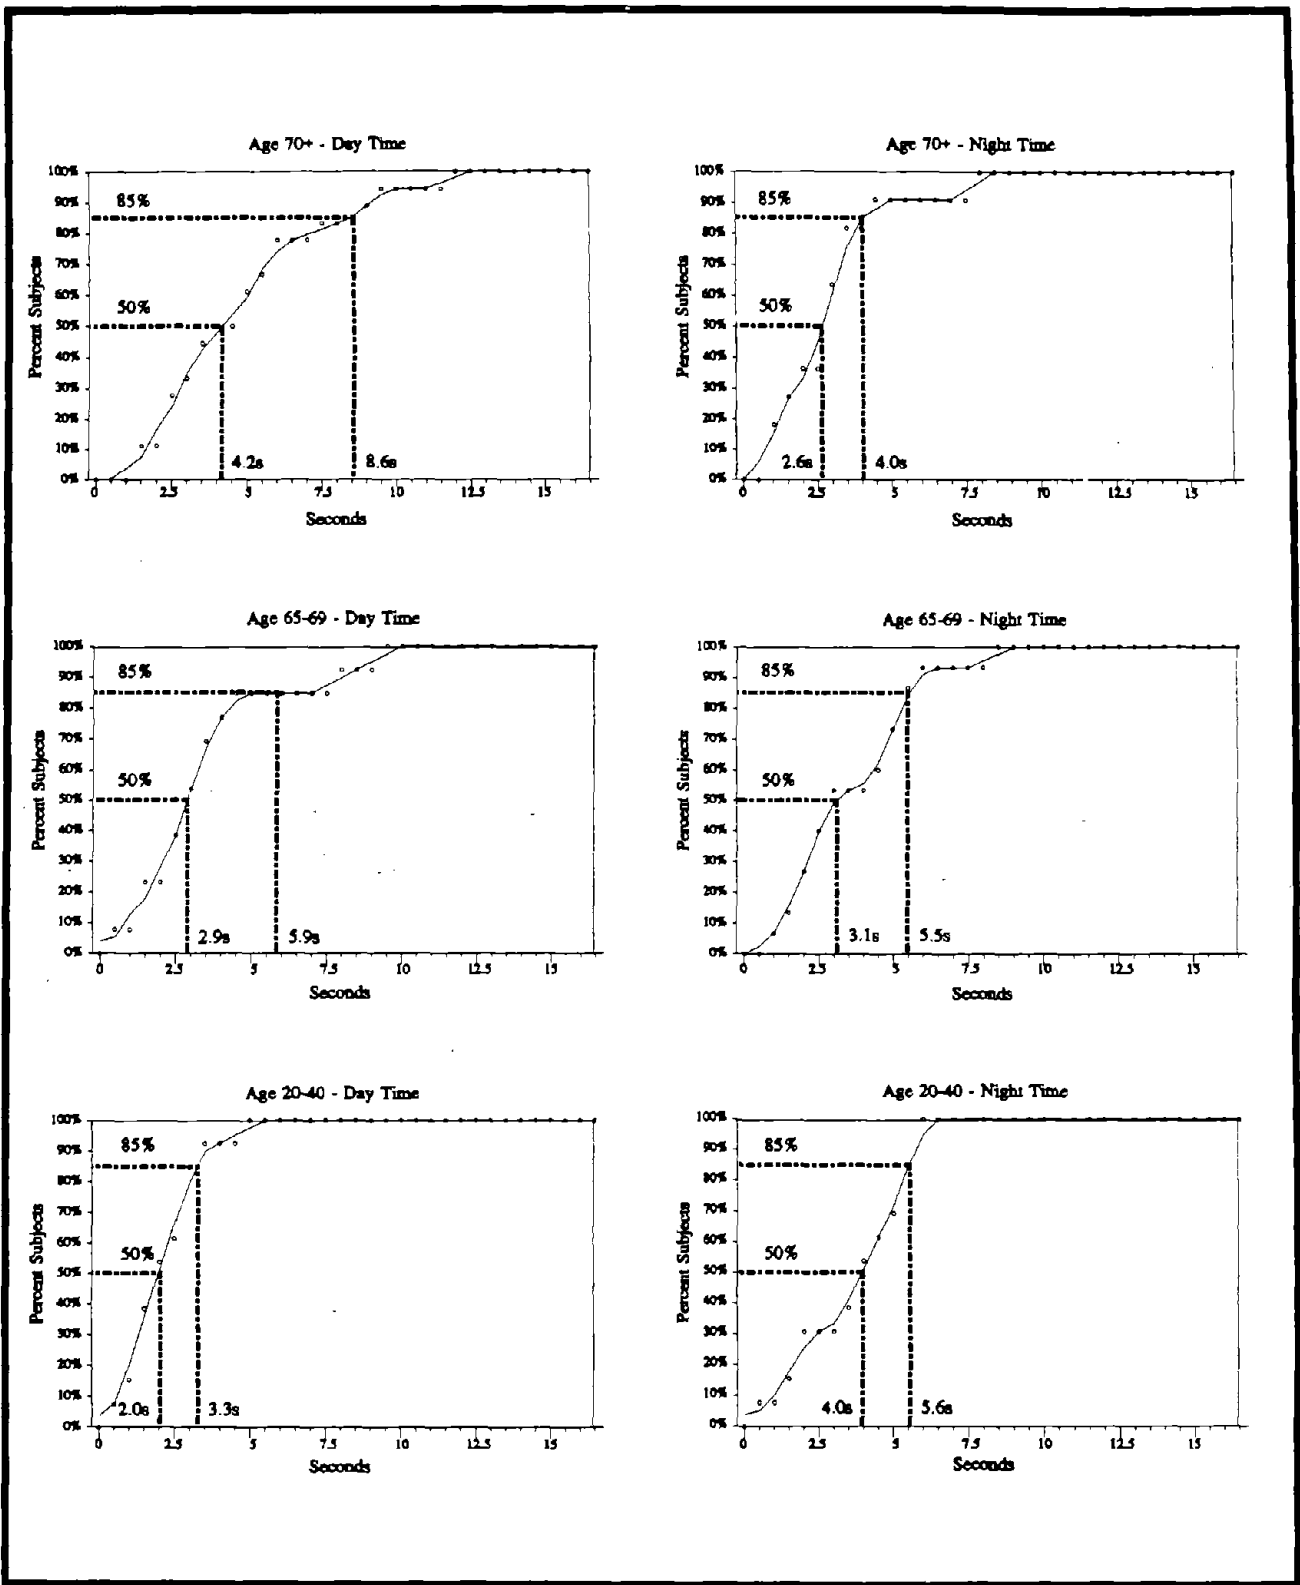 Age 70+ - Day Time
100%
90%
80%
70%
60%
50%
40%
30%
20%
10%
0%
85%
50%
4.2s
8.6s
0 2.5 5 7.5 10 12.5 15
Percent Subjects
Seconds
Age 70+ - Night Time
100%
90%
80%
70%
60%
50%
40%
30%
20%
10%
0%
85%
50%
2.6s
4.0s
0 2.5 5 7.5 10 12.5 15
Percent Subjects
Seconds
Age 65-69 - Day Time
100%
90%
80%
70%
60%
50%
40%
30%
20%
10%
0%
85%
50%
2.9s
5.9s
0 2.5 5 7.5 10 12.5 15
Percent Subjects
Seconds
Age 65-69 - Night Time
100%
90%
80%
70%
60%
50%
40%
30%
20%
10%
0%
85%
50%
3.1s
5.5s
0 2.5 5 7.5 10 12.5 15
Percent Subjects
Seconds
Age 20-40 - Day Time
100%
90%
80%
70%
60%
50%
40%
30%
20%
10%
0%
85%
50%
2.0s
3.3s
0 2.5 5 7.5 10 12.5 15
Percent Subjects
Seconds
Age 20-40 - Night Time
100%
90%
80%
70%
60%
50%
40%
30%
20%
10%
0%
85%
50%
4.0s
5.6s
0 2.5 5 7.5 10 12.5 15
Percent Subjects
Seconds